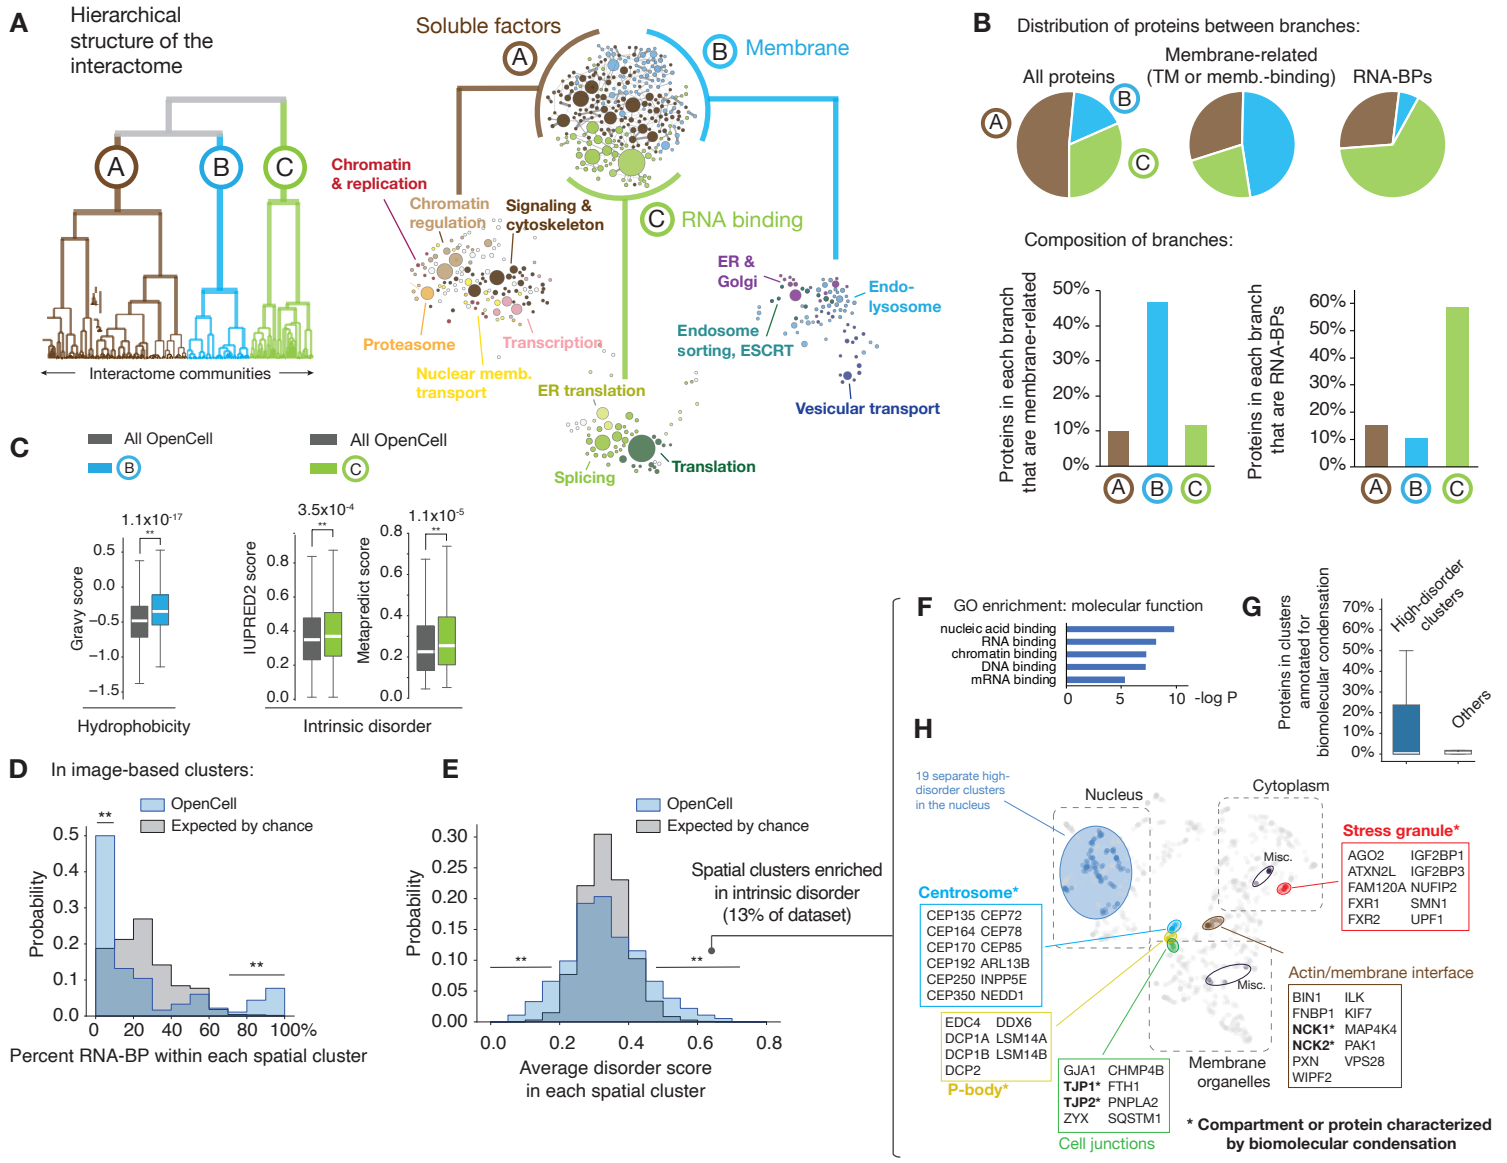 A
Hierarchical
structure of the
interactome
A
B
C
Interactome communities
Soluble factors
A
B
Membrane
C
RNA binding
Chromatin
& replication
Chromatin
regulation
Signaling &
cytoskeleton
Proteasome
Transcription
Nuclear memb.
transport
ER &
Golgi
Endo-
lysosome
Endosome
sorting, ESCRT
Vesicular transport
ER translation
Splicing
Translation
B
Distribution of proteins between branches:
All proteins
Membrane-related
(TM or memb.-binding)
RNA-BPs
A
B
C
Composition of branches:
Proteins in each branch
that are membrane-related
50%
40%
30%
20%
10%
0%
A
B
C
Proteins in each branch
that are RNA-BPs
60%
50%
40%
30%
20%
10%
0%
A
B
C
C
All OpenCell
B
All OpenCell
C
1.1x10-17
**
Gravy score
0.5
0.0
−0.5
−1.0
−1.5
Hydrophobicity
3.5x10-4
**
IUPRED2 score
0.8
0.6
0.4
0.2
0.0
1.1x10-5
**
Metapredict score
0.8
0.6
0.4
0.2
0.0
Intrinsic disorder
D
In image-based clusters:
OpenCell
Expected by chance
**
**
Probability
0.5
0.4
0.3
0.2
0.1
0.0
0
20
40
60
80
100%
Percent RNA-BP within each spatial cluster
E
OpenCell
Expected by chance
**
**
Probability
0.30
0.25
0.20
0.15
0.10
0.05
0.00
0.0
0.2
0.4
0.6
0.8
Average disorder score
in each spatial cluster
Spatial clusters enriched
in intrinsic disorder
(13% of dataset)
F
GO enrichment: molecular function
nucleic acid binding
RNA binding
chromatin binding
DNA binding
mRNA binding
0
5
10
-log P
G
Proteins in clusters
annotated for
biomolecular condensation
70%
60%
50%
40%
30%
20%
10%
0%
High-disorder
clusters
Others
H
19 separate high-
disorder clusters
in the nucleus
Nucleus
Cytoplasm
Misc.
Misc.
Membrane
organelles
Stress granule*
AGO2 IGF2BP1
ATXN2L IGF2BP3
FAM120A NUFIP2
FXR1 SMN1
FXR2 UPF1
Centrosome*
CEP135 CEP72
CEP164 CEP78
CEP170 CEP85
CEP192 ARL13B
CEP250 INPP5E
CEP350 NEDD1
EDC4 DDX6
DCP1A LSM14A
DCP1B LSM14B
DCP2
P-body*
GJA1 CHMP4B
TJP1* FTH1
TJP2* PNPLA2
ZYX SQSTM1
Cell junctions
Actin/membrane interface
BIN1 ILK
FNBP1 KIF7
NCK1* MAP4K4
NCK2* PAK1
PXN VPS28
WIPF2
* Compartment or protein characterized
by biomolecular condensation